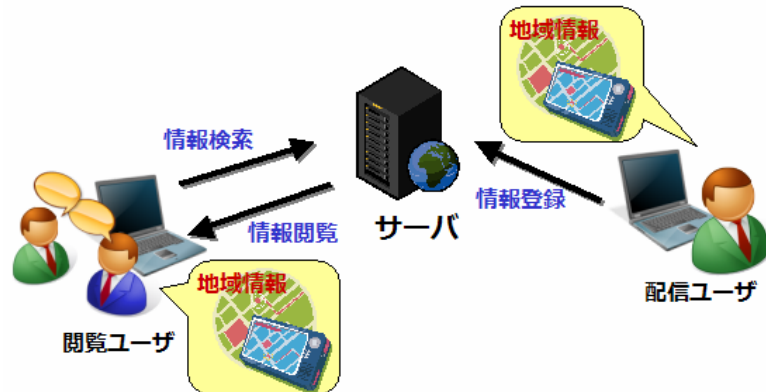 地域情報
情報検索
情報閲覧
サーバ
情報登録
配信ユーザ
地域情報
閲覧ユーザ